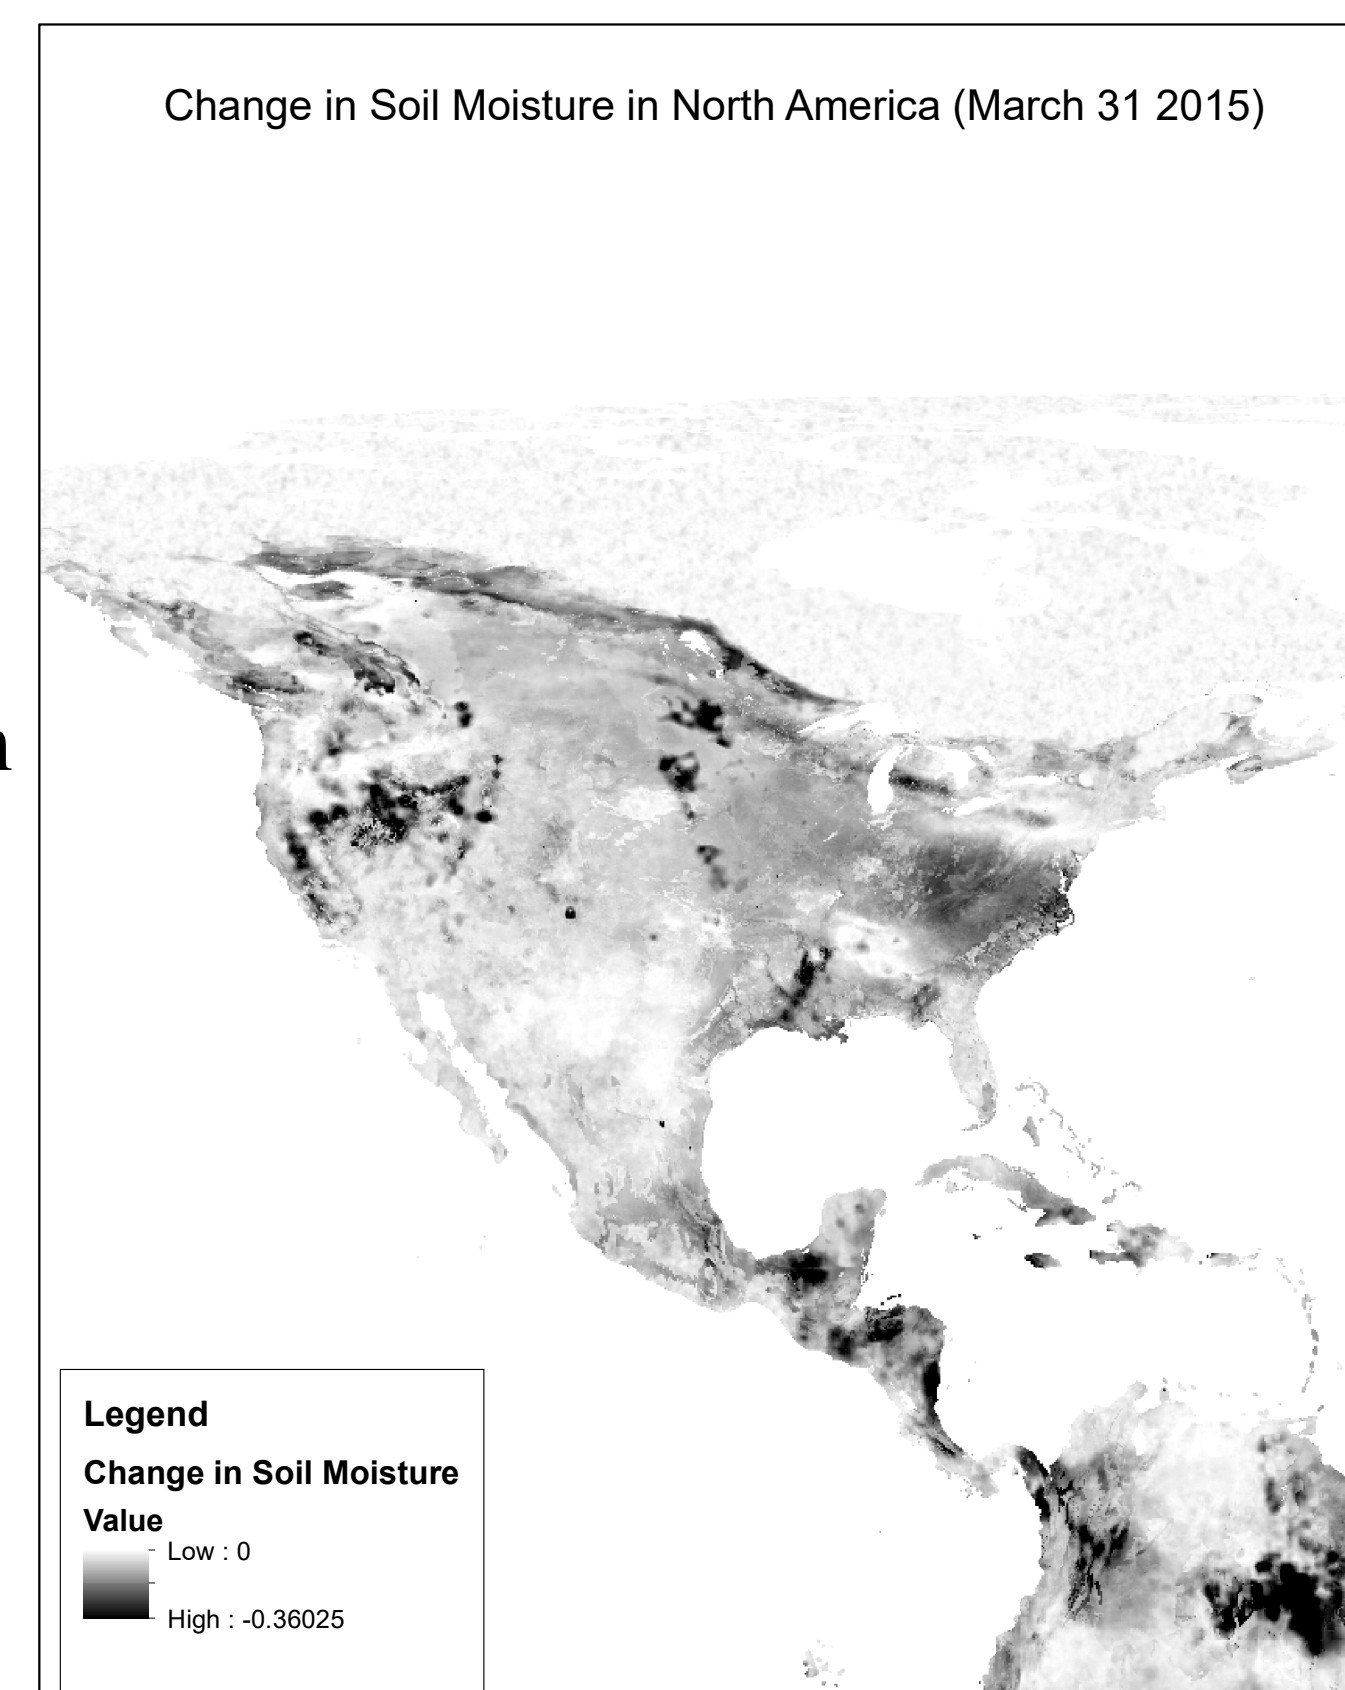 Change in Soil Moisture in North America (March 31 2015)
Legend
Change in Soil Moisture
Value
Low : 0
High : -0.36025